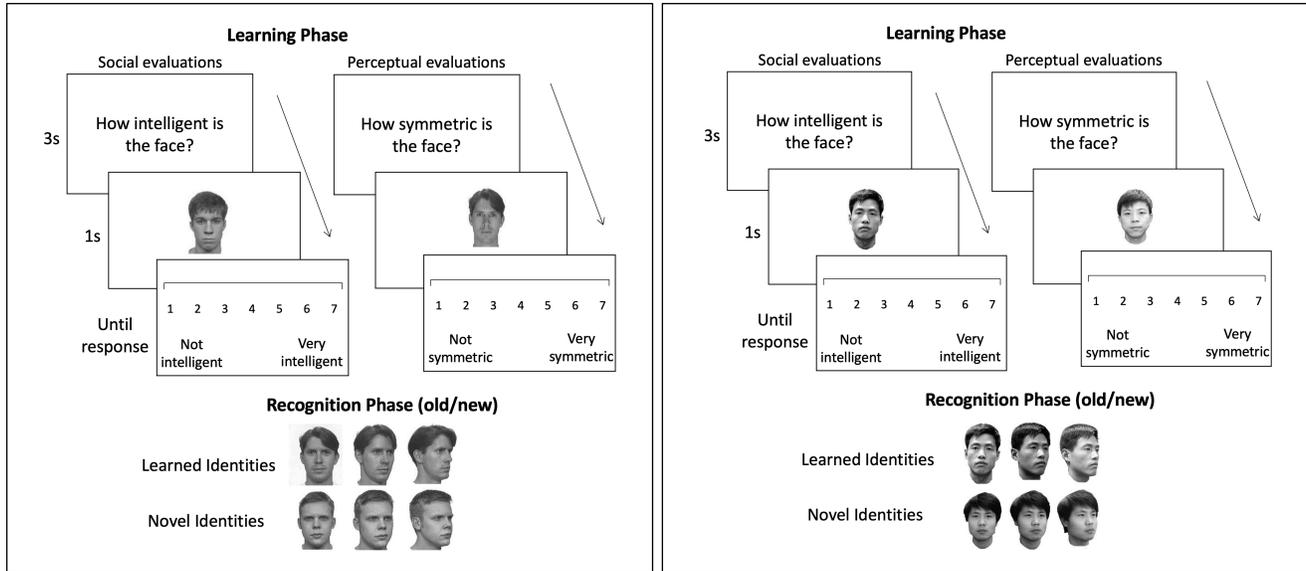 Learning Phase
Social evaluations
Perceptual evaluations
3s
How intelligent is
the face?
How symmetric is
the face?
1s
Until
response
1 2 3 4 5 6 7
Not
intelligent
Very
intelligent
1 2 3 4 5 6 7
Not
symmetric
Very
symmetric
Recognition Phase (old/new)
Learned Identities
Novel Identities
Learning Phase
Social evaluations
Perceptual evaluations
3s
How intelligent is
the face?
How symmetric is
the face?
1s
Until
response
1 2 3 4 5 6 7
Not
intelligent
Very
intelligent
1 2 3 4 5 6 7
Not
symmetric
Very
symmetric
Recognition Phase (old/new)
Learned Identities
Novel Identities